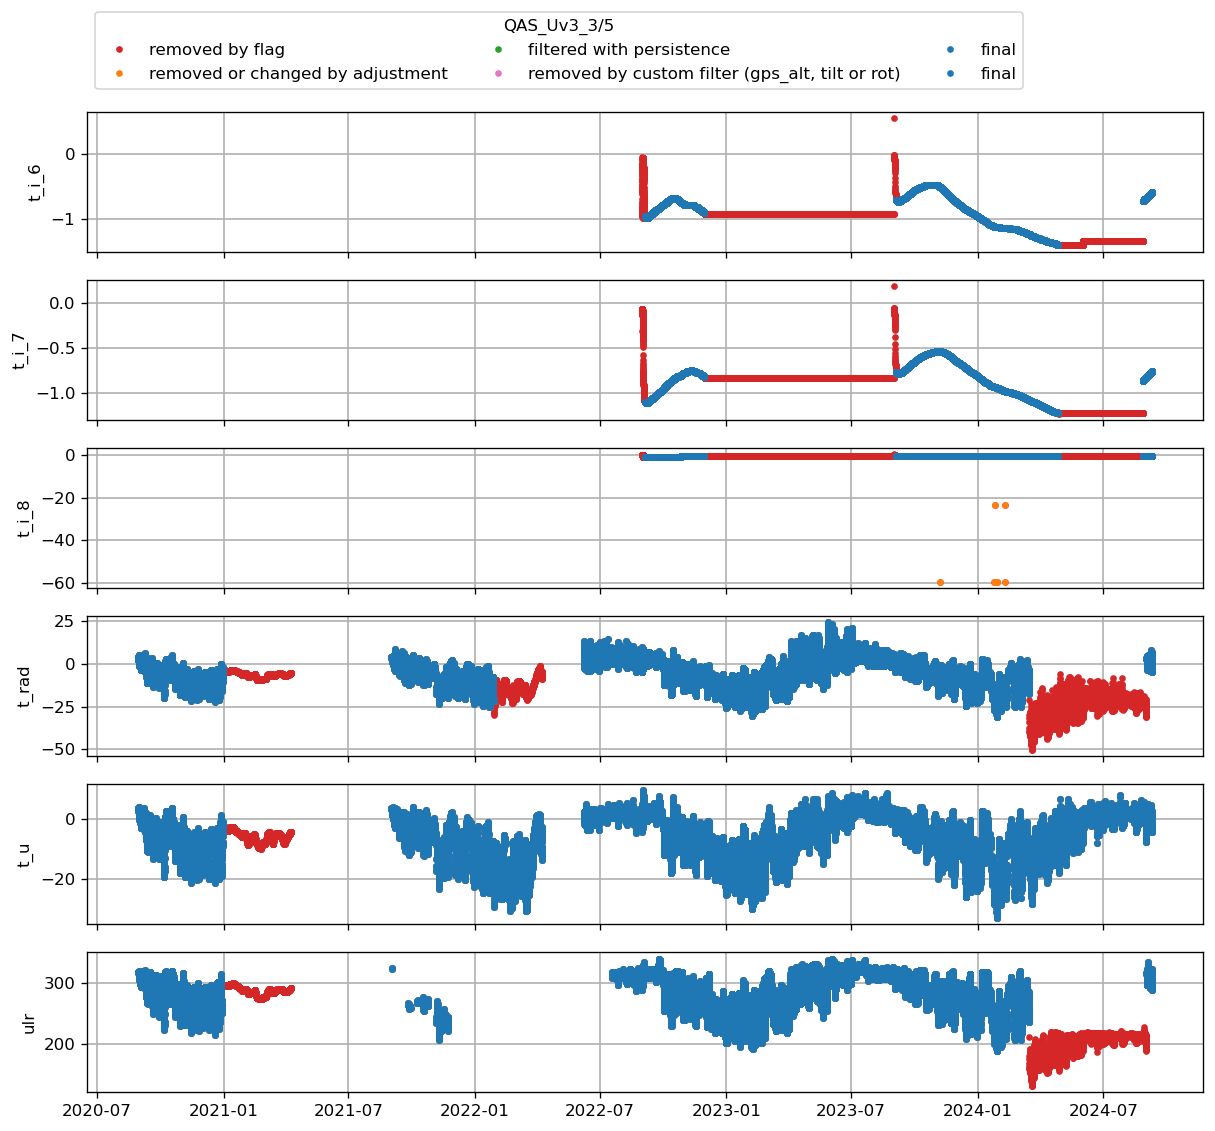 QAS_Uv3_3/5
removed by flag
filtered with persistence
final
removed or changed by adjustment
removed by custom filter (gps_alt, tilt or rot)
final
0
−1
t_i_6
0.0
−0.5
−1.0
t_i_7
0
−20
−40
−60
t_i_8
25
0
−25
−50
t_rad
0
−20
t_u
300
200
ulr
2020-07
2021-01
2021-07
2022-01
2022-07
2023-01
2023-07
2024-01
2024-07